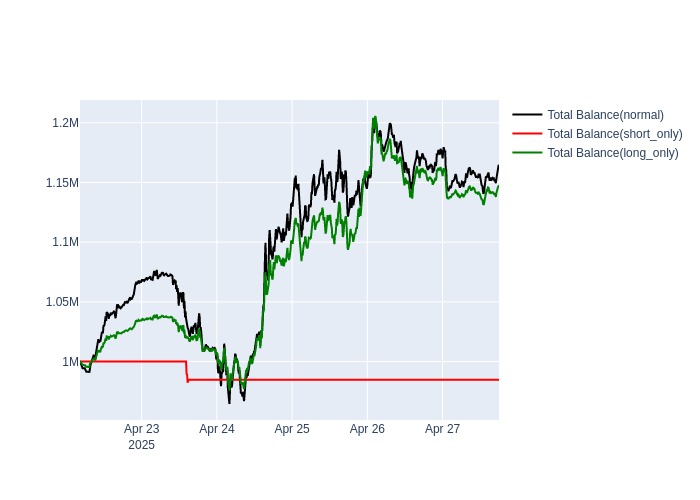 Total Balance(normal)
Total Balance(short_only)
Total Balance(long_only)
1.2M
1.15M
1.1M
1.05M
1M
Apr 23
2025
Apr 24
Apr 25
Apr 26
Apr 27